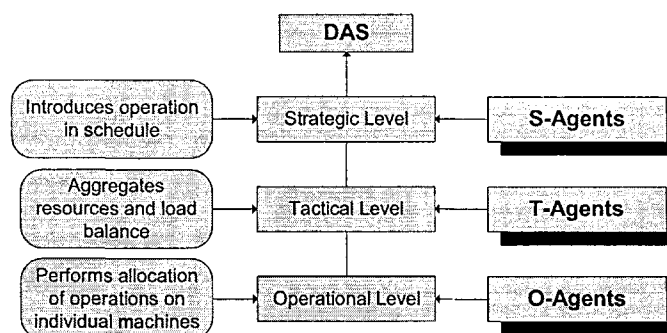 DAS
Introduces operation
in schedule
Strategic Level
S-Agents
Aggregates
resources and load
balance
Tactical Level
T-Agents
Performs allocation
of operations on
individual machines
Operational Level
O-Agents